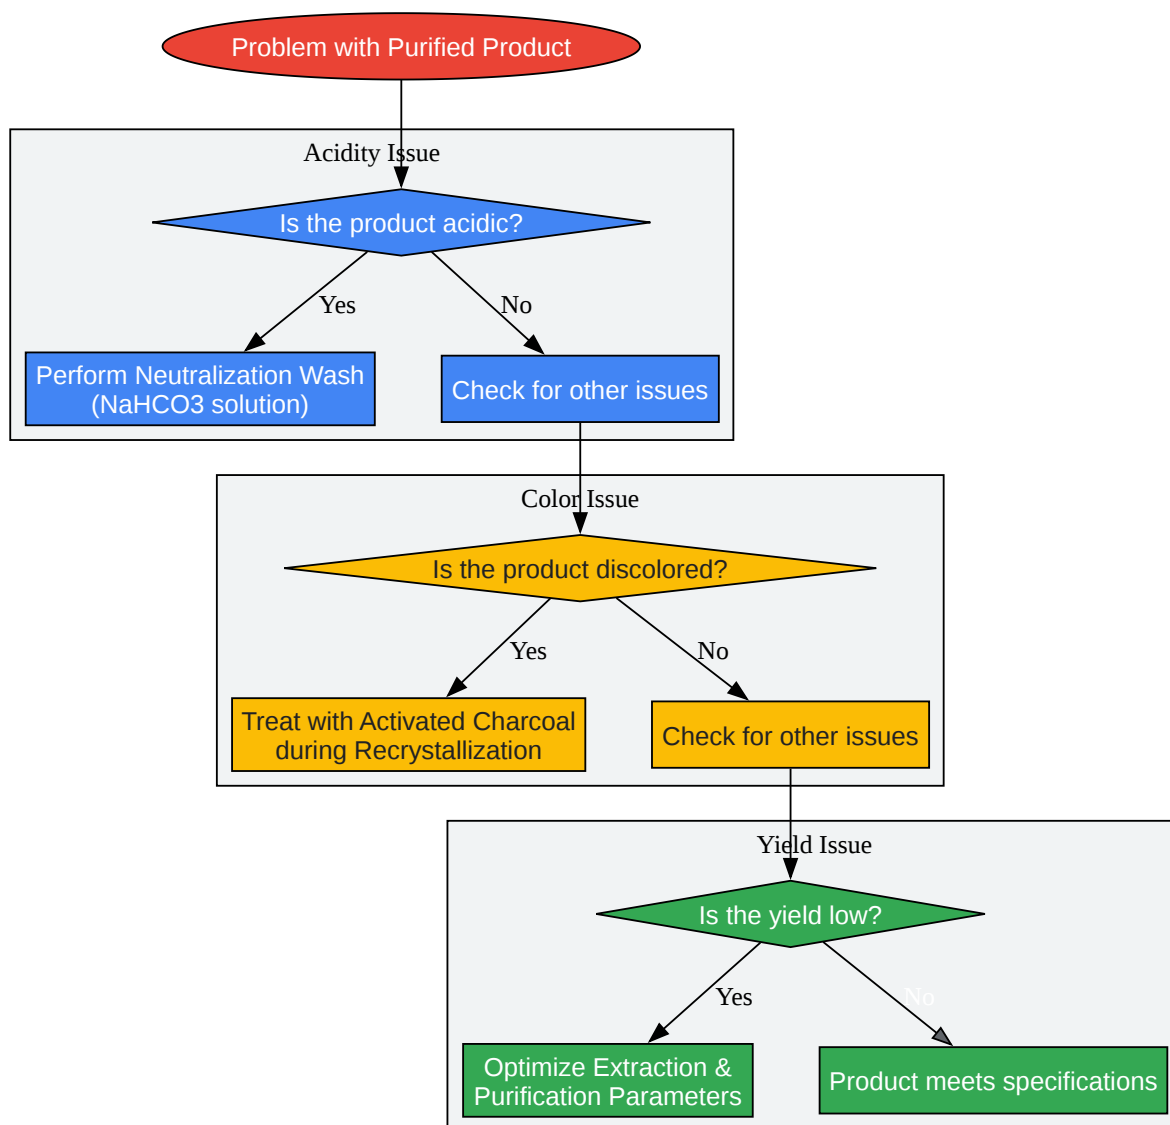 Problem with Purified Product
Acidity Issue
Is the product acidic?
Yes
No
Perform Neutralization Wash
(NaHCO3 solution)
Check for other issues
Color Issue
Is the product discolored?
Yes
No
Treat with Activated Charcoal
during Recrystallization
Check for other issues
Yield Issue
Is the yield low?
Yes
No
Optimize Extraction &
Purification Parameters
Product meets specifications